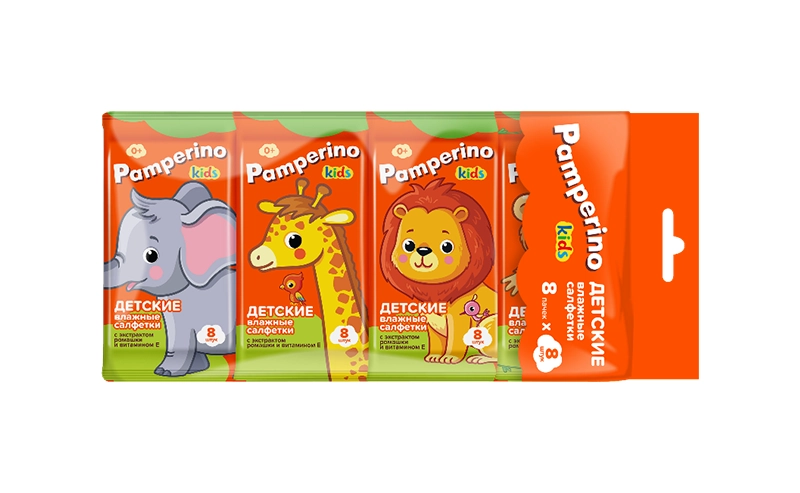 0+
Pamperino
kids
ДЕТСКИЕ
влажные
салфетки
с экстрактом
ромашки и витамином Е
8
штук
0+
Pamperino
kids
ДЕТСКИЕ
влажные
салфетки
с экстрактом
ромашки и витамином Е
8
штук
0+
Pamperino
kids
ДЕТСКИЕ
влажные
салфетки
с экстрактом
ромашки и витамином Е
8
штук
0+
Pamperino
kids
ДЕТСКИЕ
влажные
салфетки
8 пачек х 8 штук